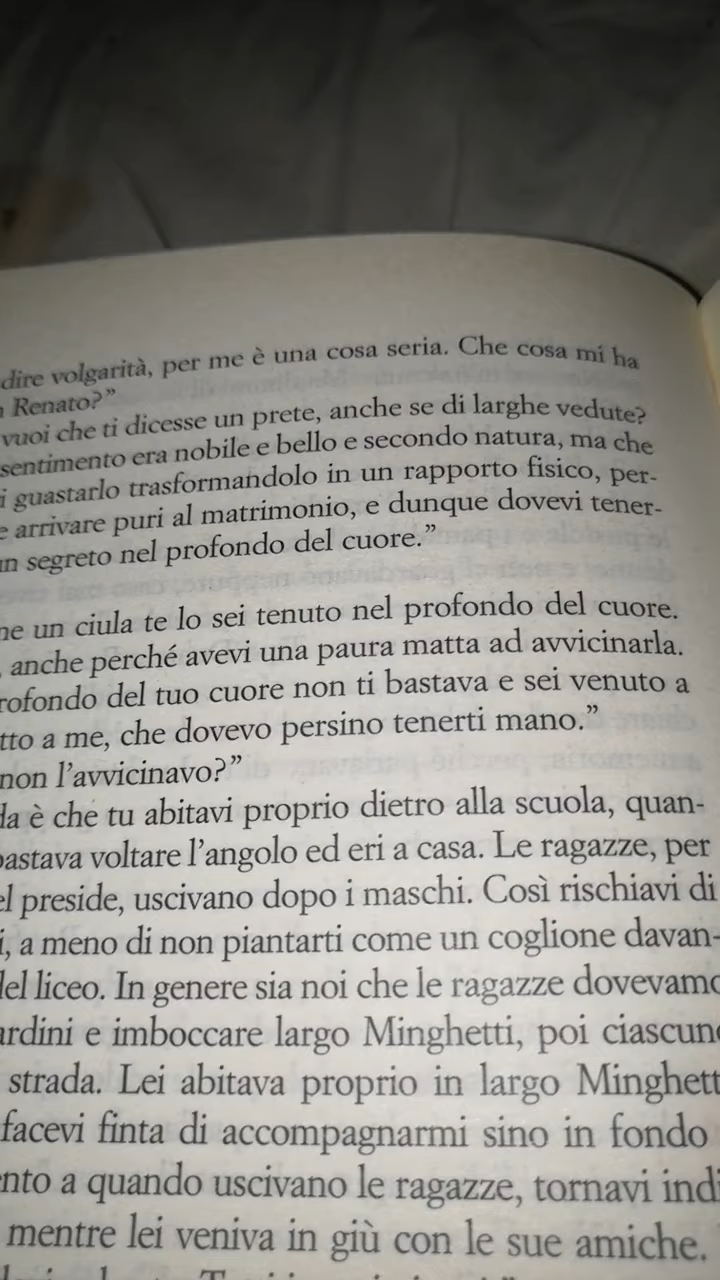 dire volgarità, per me è una cosa seria. Che cosa mi ha
Renato?”
vuoi che ti dicesse un prete, anche se di larghe vedute?
sentimento era nobile e bello e secondo natura, ma che
i guastarlo trasformandolo in un rapporto fisico, per-
e arrivare puri al matrimonio, e dunque dovevi tener-
un segreto nel profondo del cuore.”
me un ciula te lo sei tenuto nel profondo del cuore.
, anche perché avevi una paura matta ad avvicinarla.
rofondo del tuo cuore non ti bastava e sei venuto a
tto a me, che dovevo persino tenerti mano.”
non l’avvicinavo?”
da è che tu abitavi proprio dietro alla scuola, quan-
bastava voltare l’angolo ed eri a casa. Le ragazze, per
el preside, uscivano dopo i maschi. Così rischiavi di
i, a meno di non piantarti come un coglione davan-
del liceo. In genere sia noi che le ragazze dovevamo
ardini e imboccare largo Minghetti, poi ciascuno
strada. Lei abitava proprio in largo Minghett
facevi finta di accompagnarmi sino in fondo
nto a quando uscivano le ragazze, tornavi indi
mentre lei veniva in giù con le sue amiche.